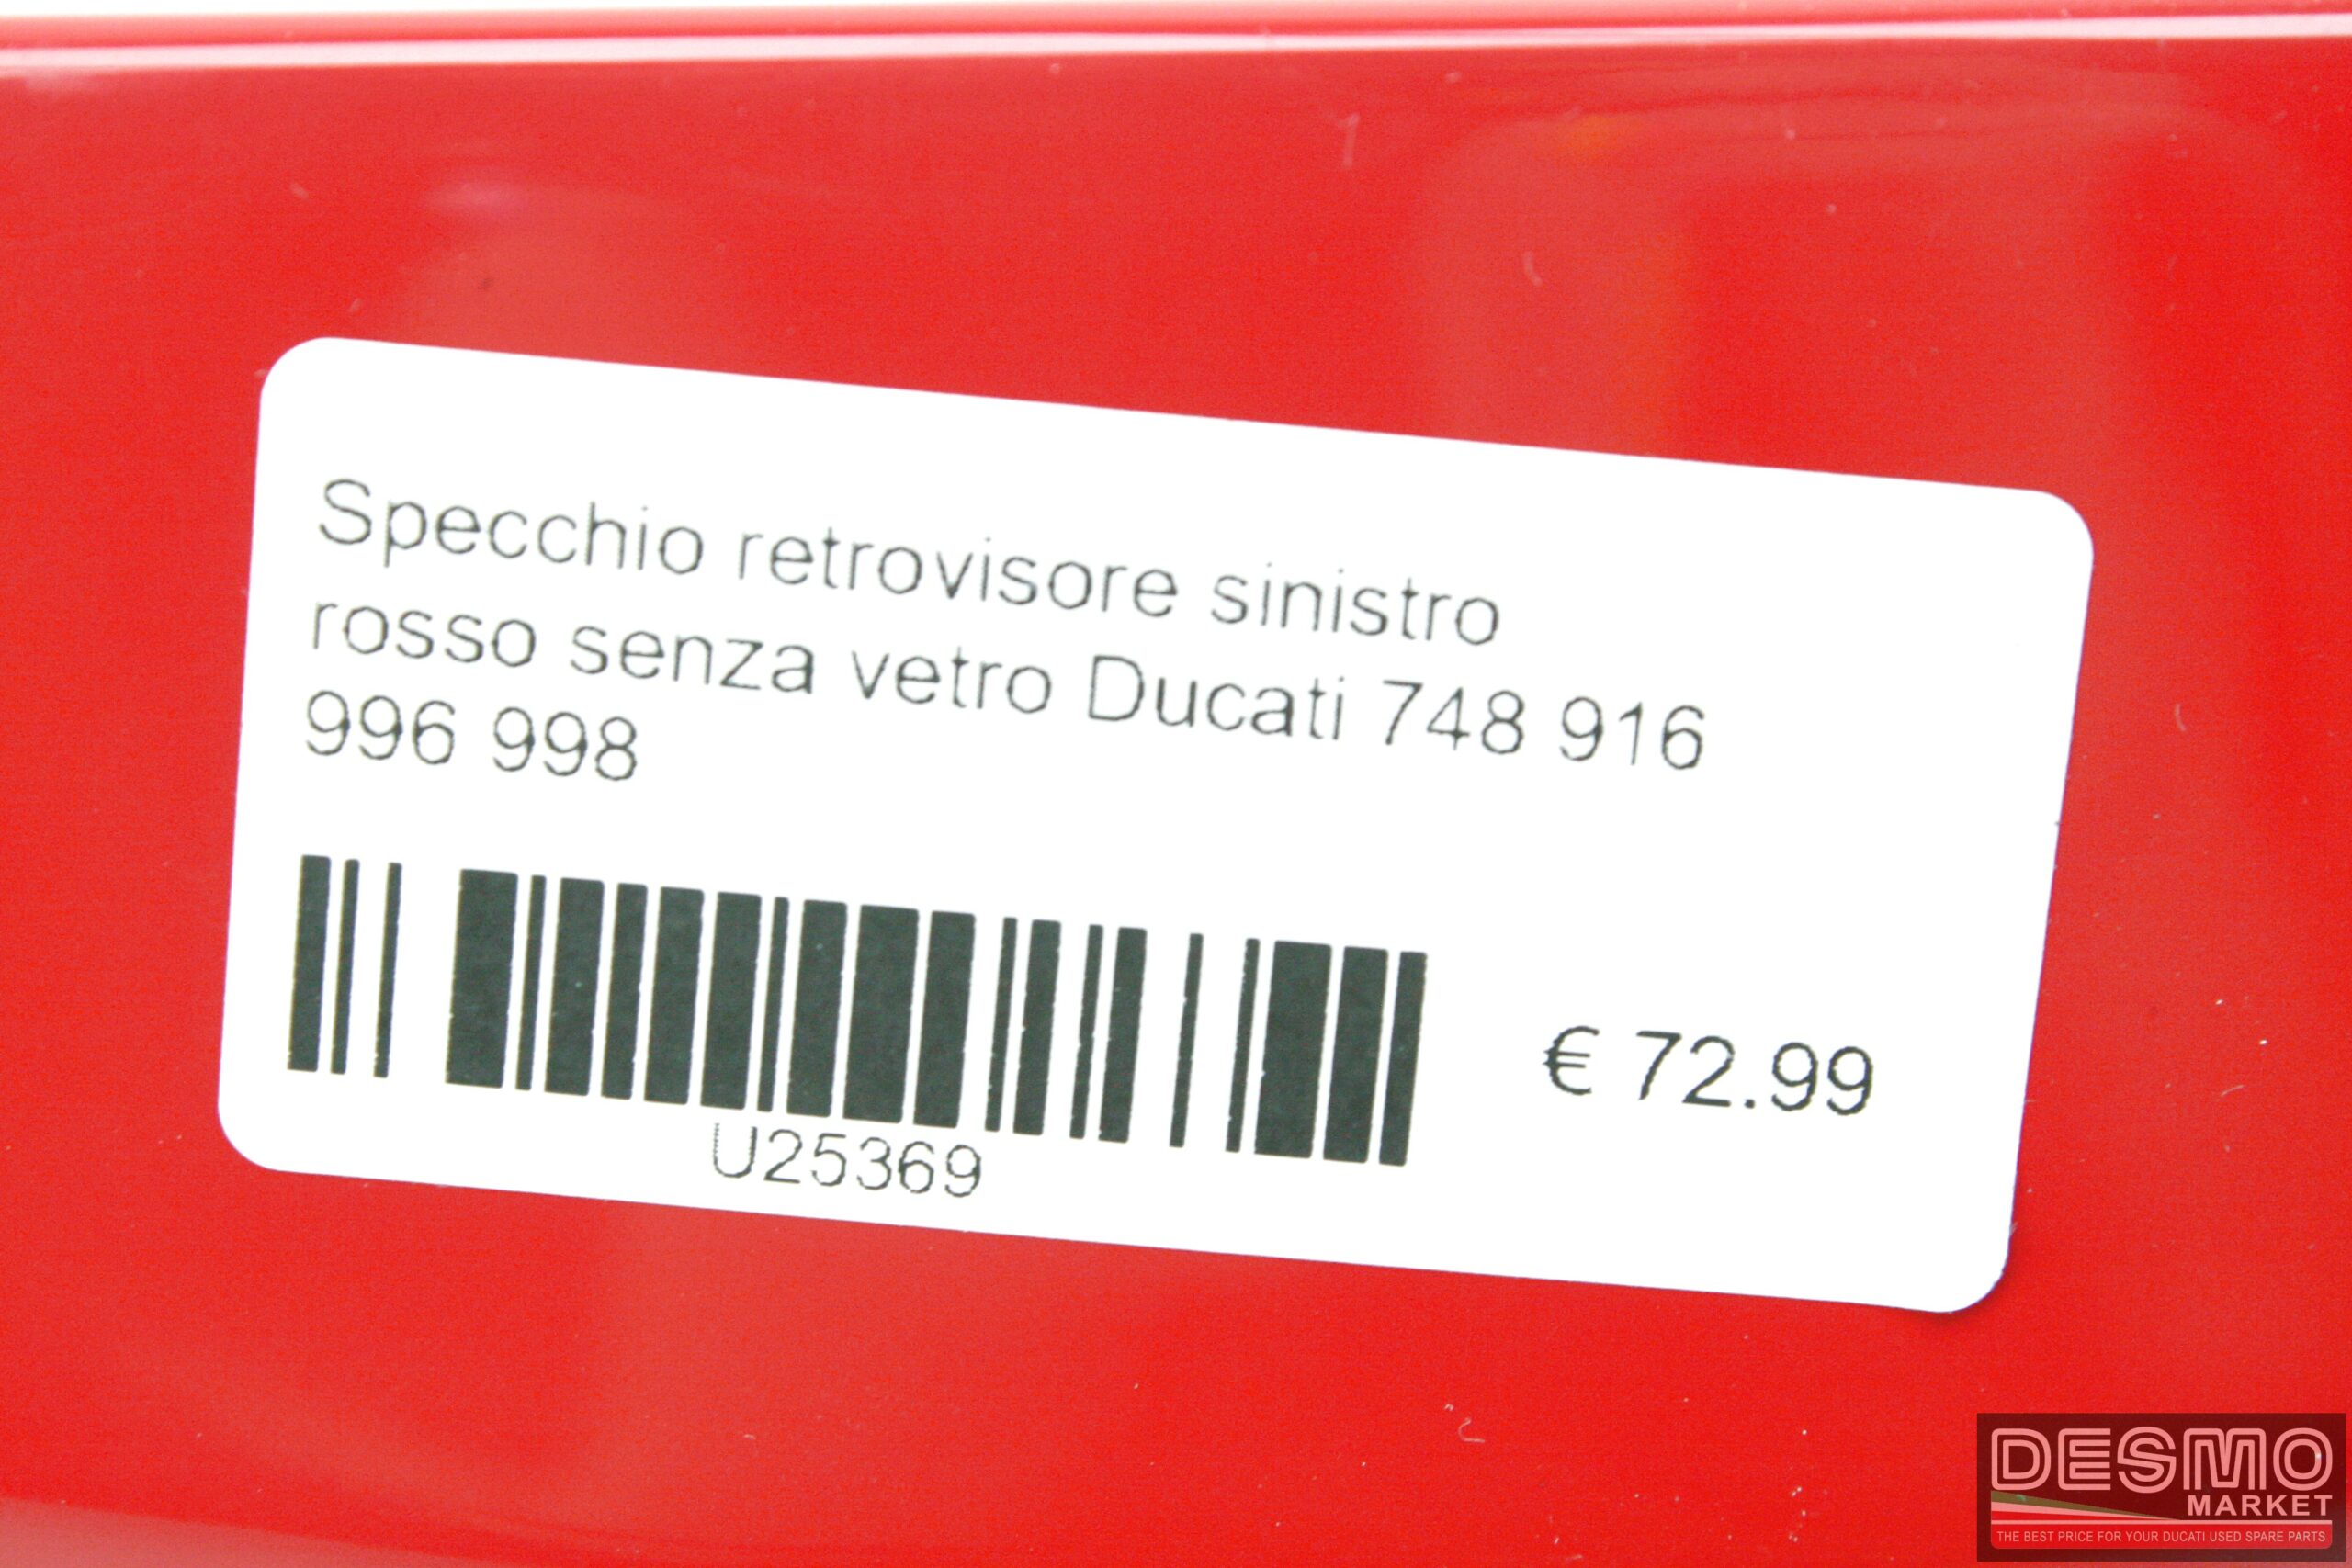 Specchio retrovisore sinistro
rosso senza vetro Ducati 748 916
996 998
€ 72.99
U25369
DESMO
MARKET
THE BEST PRICE FOR YOUR DUCATI USED SPARE PARTS